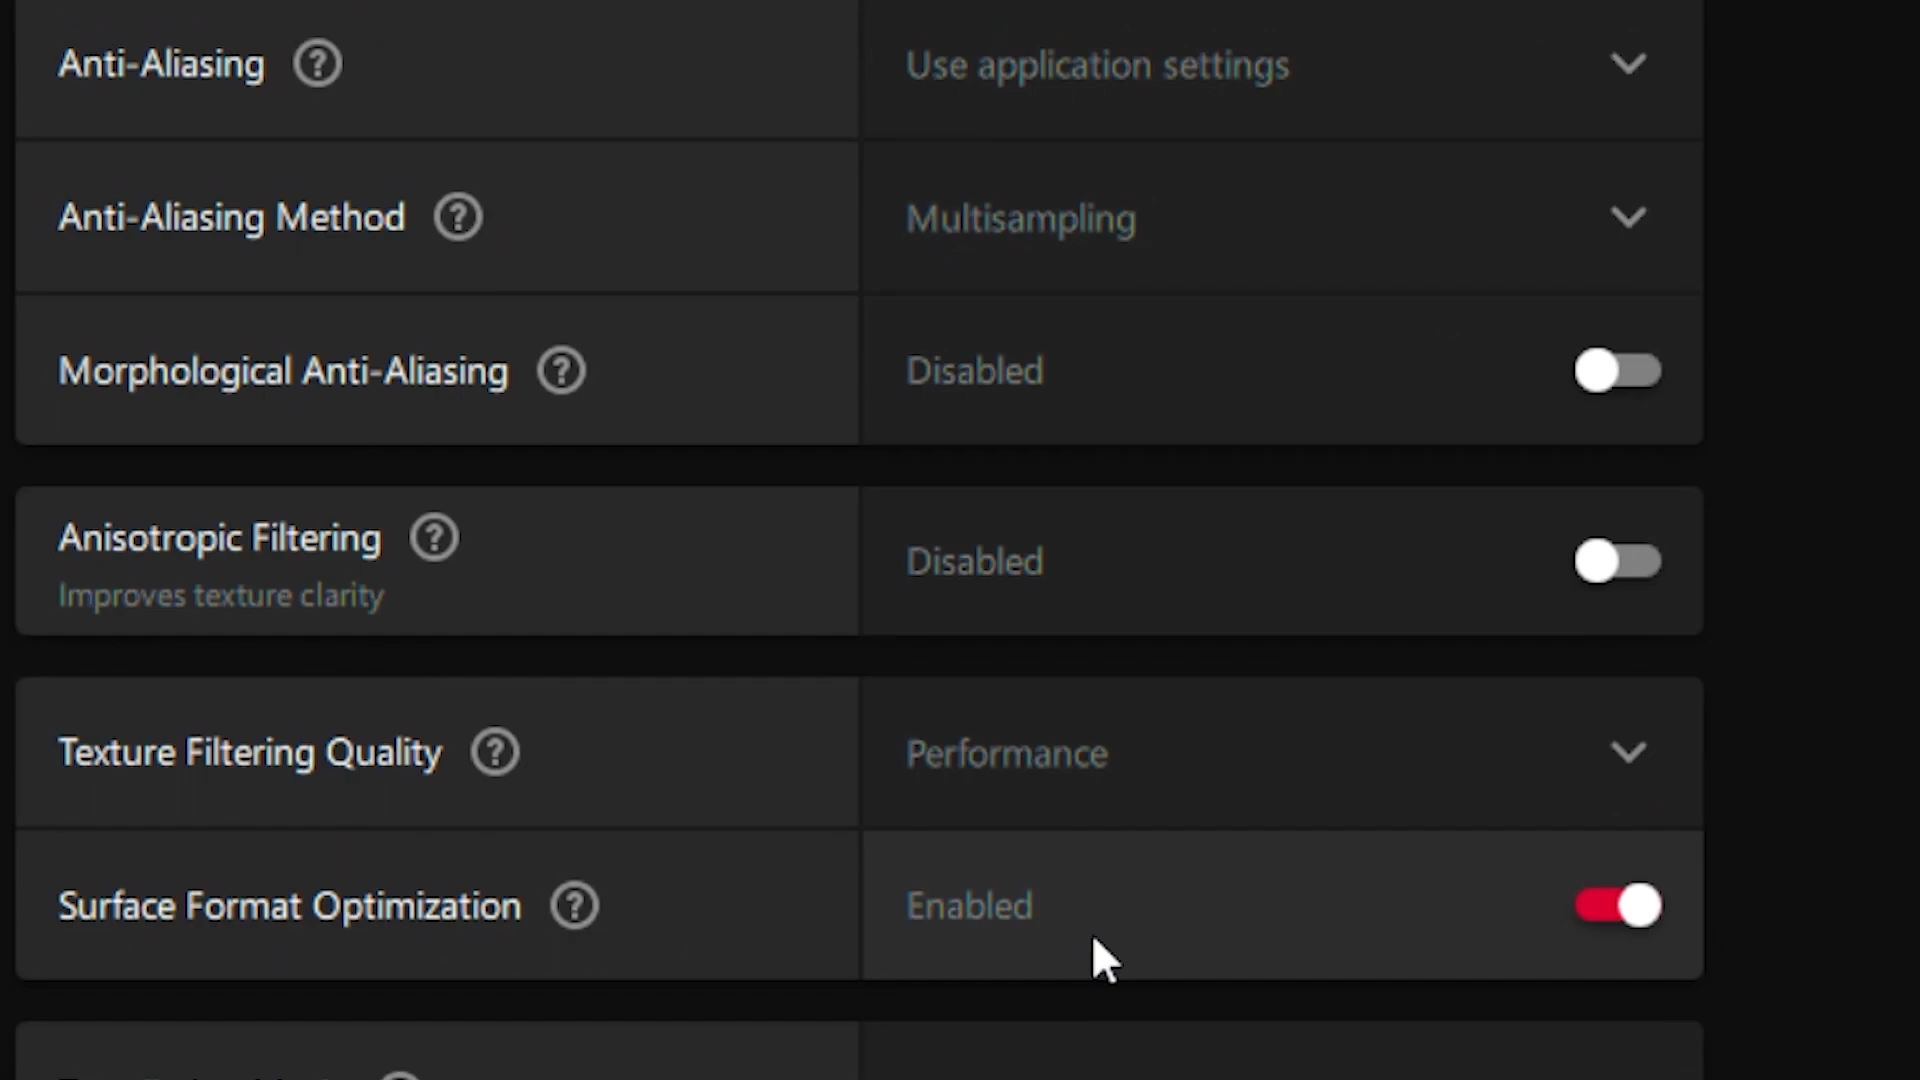 Anti-Aliasing
Use application settings
Anti-Aliasing Method
Multisampling
Morphological Anti-Aliasing
Disabled
Anisotropic Filtering
Improves texture clarity
Disabled
Texture Filtering Quality
Performance
Surface Format Optimization
Enabled